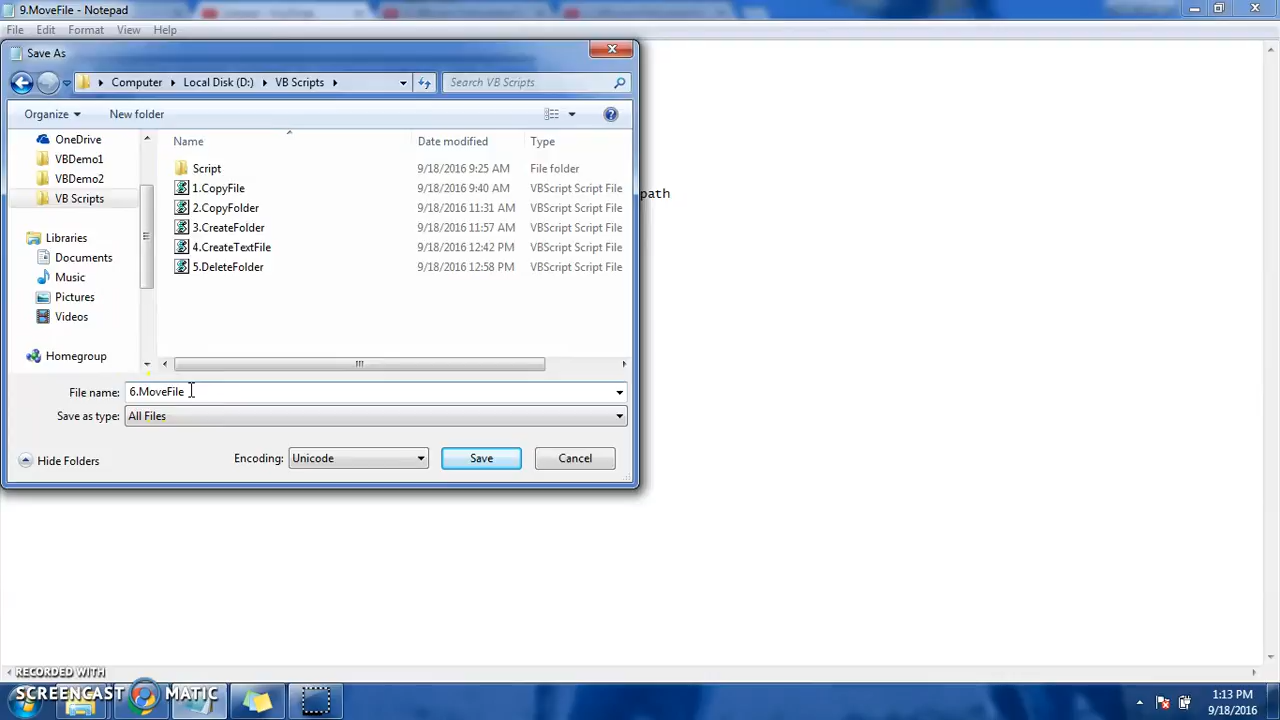 9.MoveFile - Notepad
File Edit Format View Help
Save As
Computer Local Disk (D:) VB Scripts Search VB Scripts
Organize New folder
Name Date modified Type
OneDrive
VBDemo1
VBDemo2
VB Scripts
Libraries
Documents
Music
Pictures
Videos
Homegroup
Script 9/18/2016 9:25 AM File folder
1.CopyFile 9/18/2016 9:40 AM VBScript Script File
2.CopyFolder 9/18/2016 11:31 AM VBScript Script File
3.CreateFolder 9/18/2016 11:57 AM VBScript Script File
4.CreateTextFile 9/18/2016 12:42 PM VBScript Script File
5.DeleteFolder 9/18/2016 12:58 PM VBScript Script File
path
File name: 6.MoveFile
Save as type: All Files
Hide Folders Encoding: Unicode Save Cancel
RECORDED WITH
SCREENCAST MATIC
1:13 PM
9/18/2016